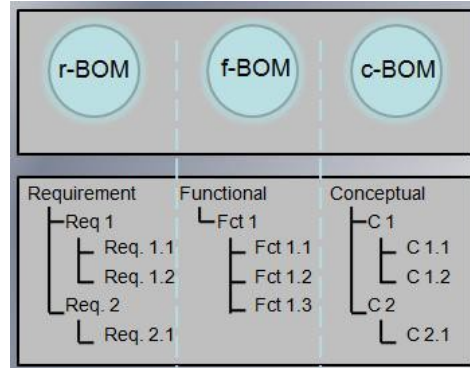 r-BOM
f-BOM
c-BOM
Requirement
Req 1
Req. 1.1
Req. 1.2
Req. 2
Req. 2.1
Functional
Fct 1
Fct 1.1
Fct 1.2
Fct 1.3
Conceptual
C 1
C 1.1
C 1.2
C 2
C 2.1